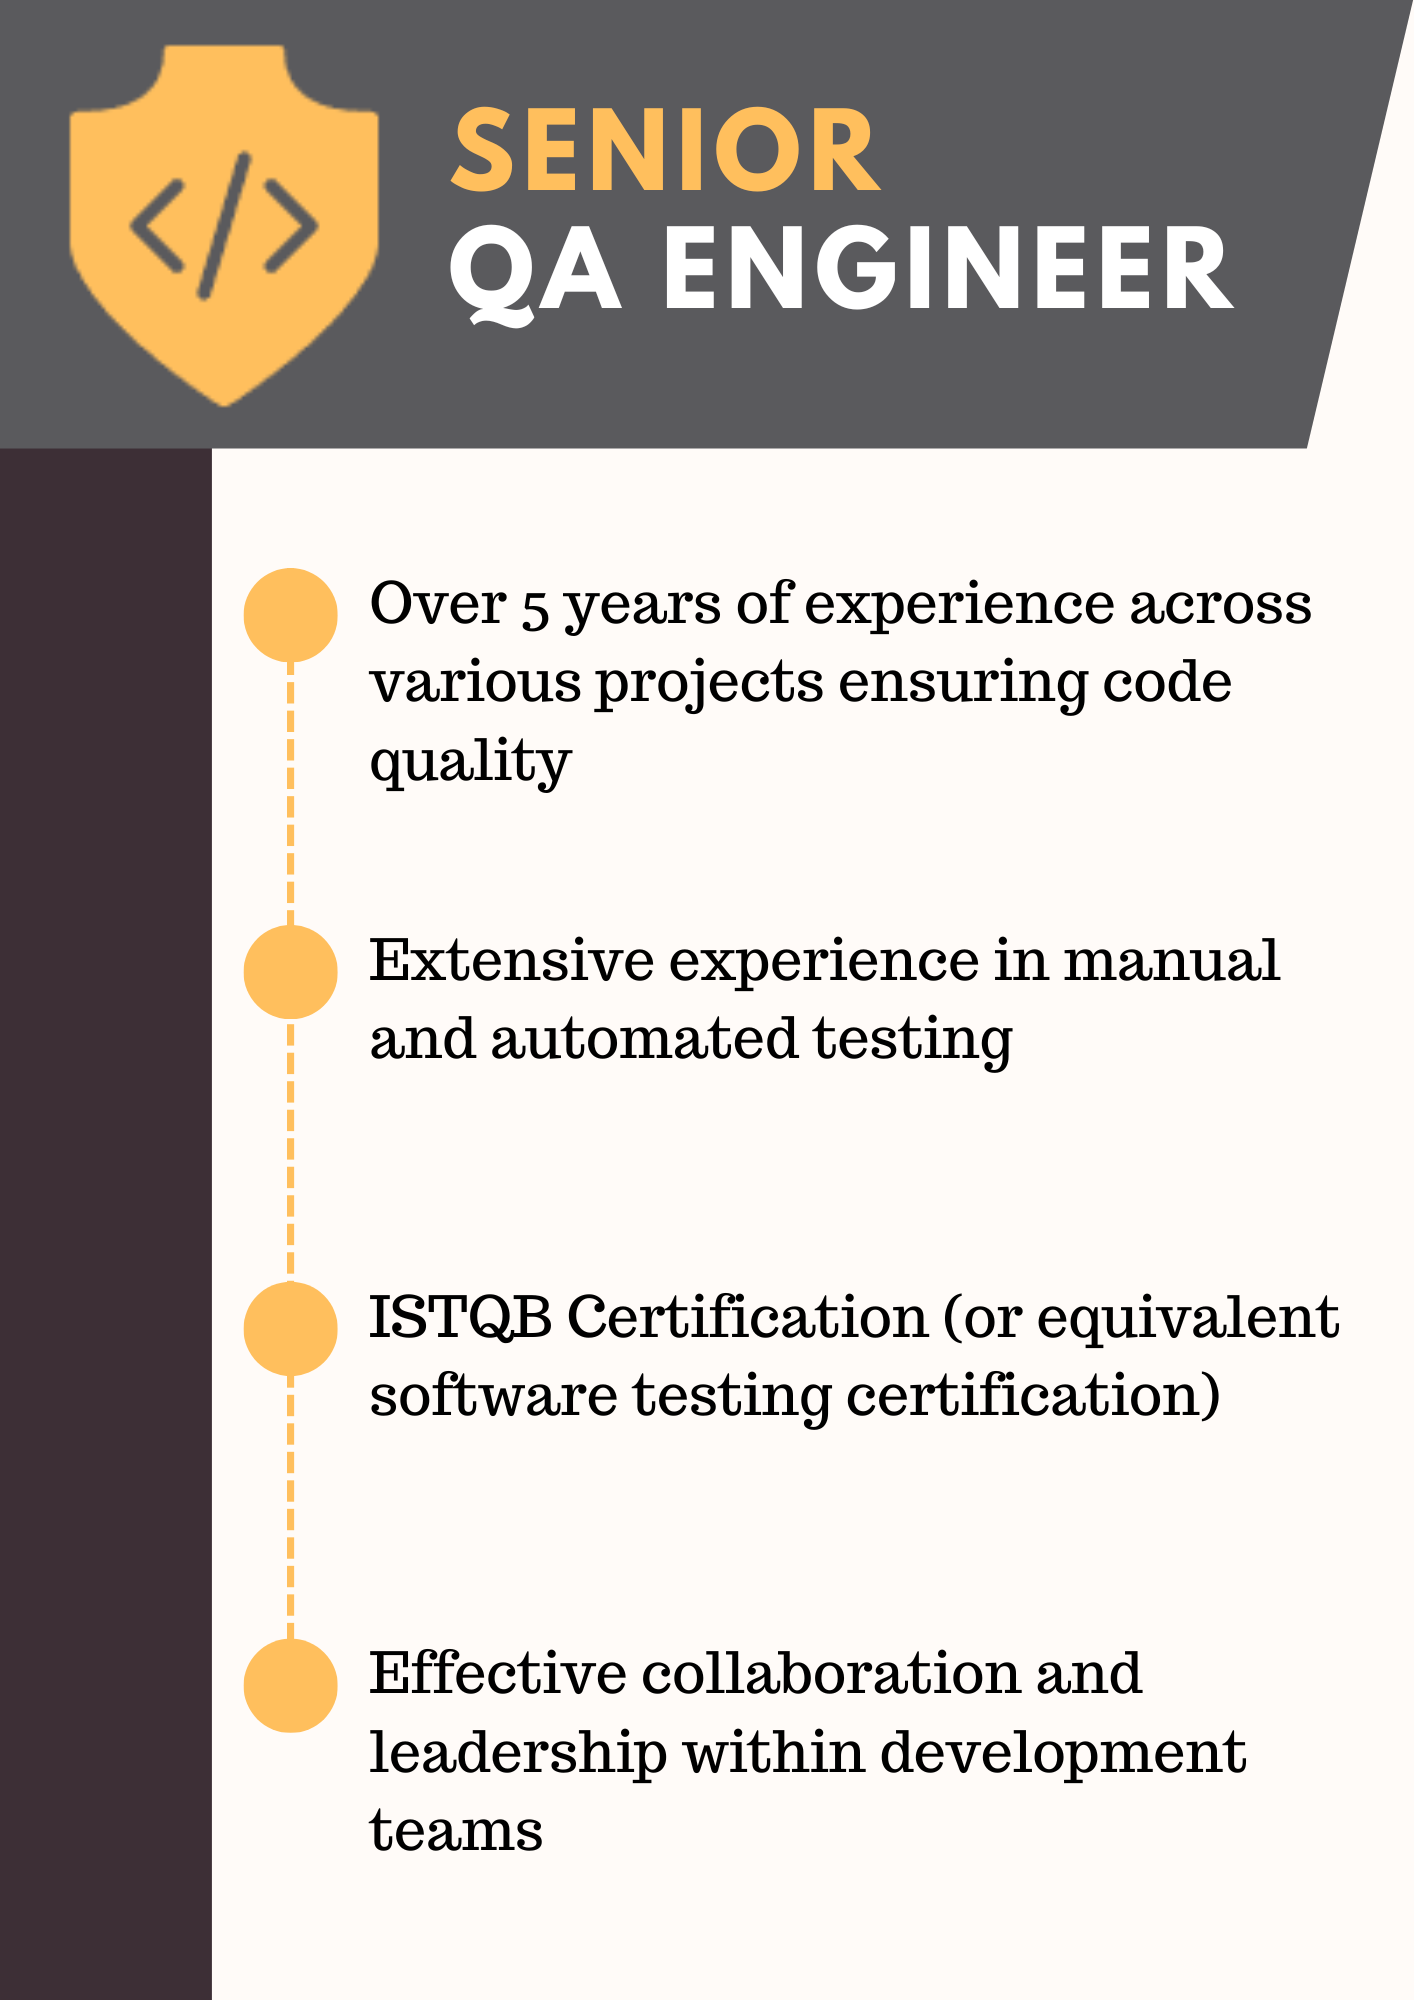 SENIOR
QA ENGINEER
</>
Over 5 years of experience across
various projects ensuring code
quality
Extensive experience in manual
and automated testing
ISTQB Certification (or equivalent
software testing certification)
Effective collaboration and
leadership within development
teams